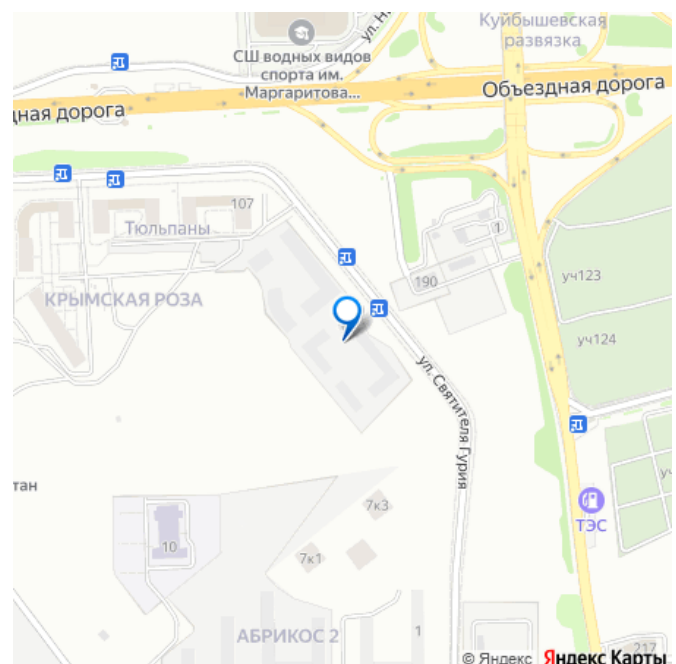 Куйбышевская
развязка
СШ водных видов
спорта им.
Маргаритова...
ул. Н
Объездная дорога
дная дорога
107
Тюльпаны
1
190
КРЫМСКАЯ РОЗА
уч123
уч124
ул. Святителя Гурия
тан
7к3
ТЭС
10
7к1
АБРИКОС 2
1
217
© Яндекс Яндекс Карты